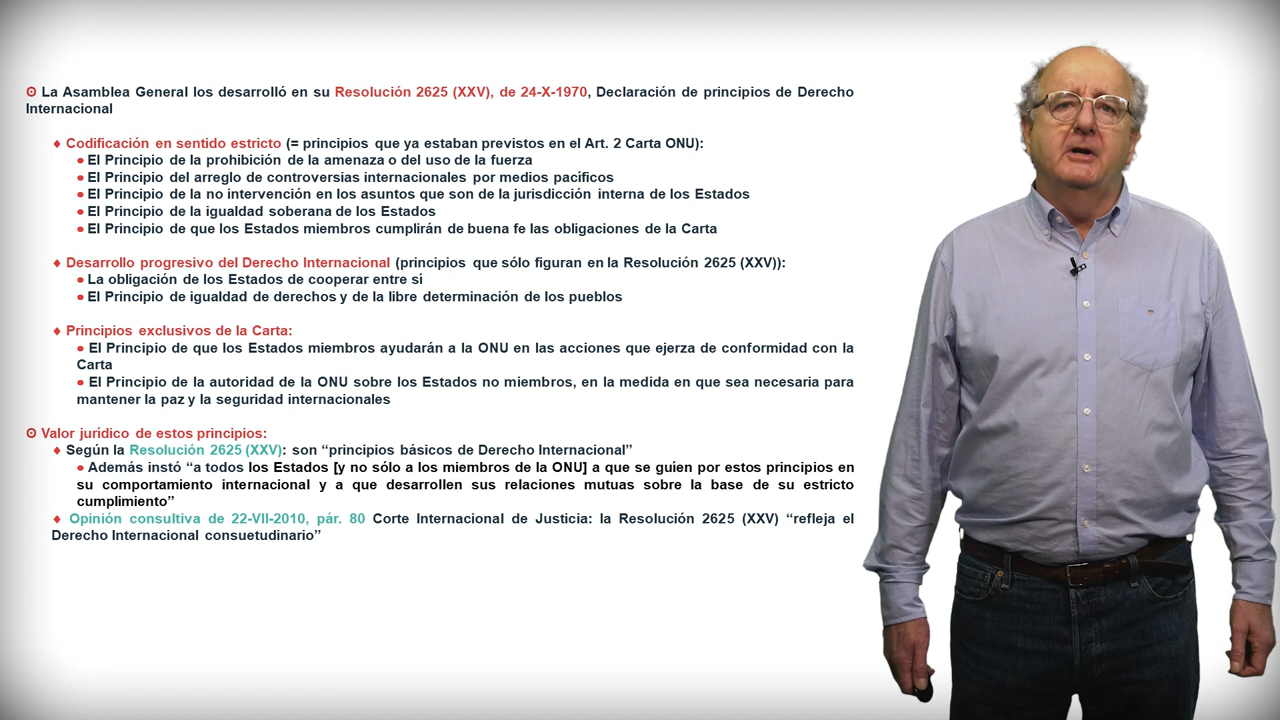 ʘ La Asamblea General los desarrolló en su Resolución 2625 (XXV), de 24-X-1970, Declaración de principios de Derecho
Internacional
♦ Codificación en sentido estricto (= principios que ya estaban previstos en el Art. 2 Carta ONU):
● El Principio de la prohibición de la amenaza o del uso de la fuerza
● El Principio del arreglo de controversias internacionales por medios pacíficos
● El Principio de la no intervención en los asuntos que son de la jurisdicción interna de los Estados
● El Principio de la igualdad soberana de los Estados
● El Principio de que los Estados miembros cumplirán de buena fe las obligaciones de la Carta
♦ Desarrollo progresivo del Derecho Internacional (principios que sólo figuran en la Resolución 2625 (XXV)):
● La obligación de los Estados de cooperar entre sí
● El Principio de igualdad de derechos y de la libre determinación de los pueblos
♦ Principios exclusivos de la Carta:
● El Principio de que los Estados miembros ayudarán a la ONU en las acciones que ejerza de conformidad con la
Carta
● El Principio de la autoridad de la ONU sobre los Estados no miembros, en la medida en que sea necesaria para
mantener la paz y la seguridad internacionales
ʘ Valor jurídico de estos principios:
♦ Según la Resolución 2625 (XXV): son “principios básicos de Derecho Internacional”
● Además instó “a todos los Estados [y no sólo a los miembros de la ONU] a que se guíen por estos principios en
su comportamiento internacional y a que desarrollen sus relaciones mutuas sobre la base de su estricto
cumplimiento”
♦ Opinión consultiva de 22-VII-2010, pár. 80 Corte Internacional de Justicia: la Resolución 2625 (XXV) “refleja el
Derecho Internacional consuetudinario”